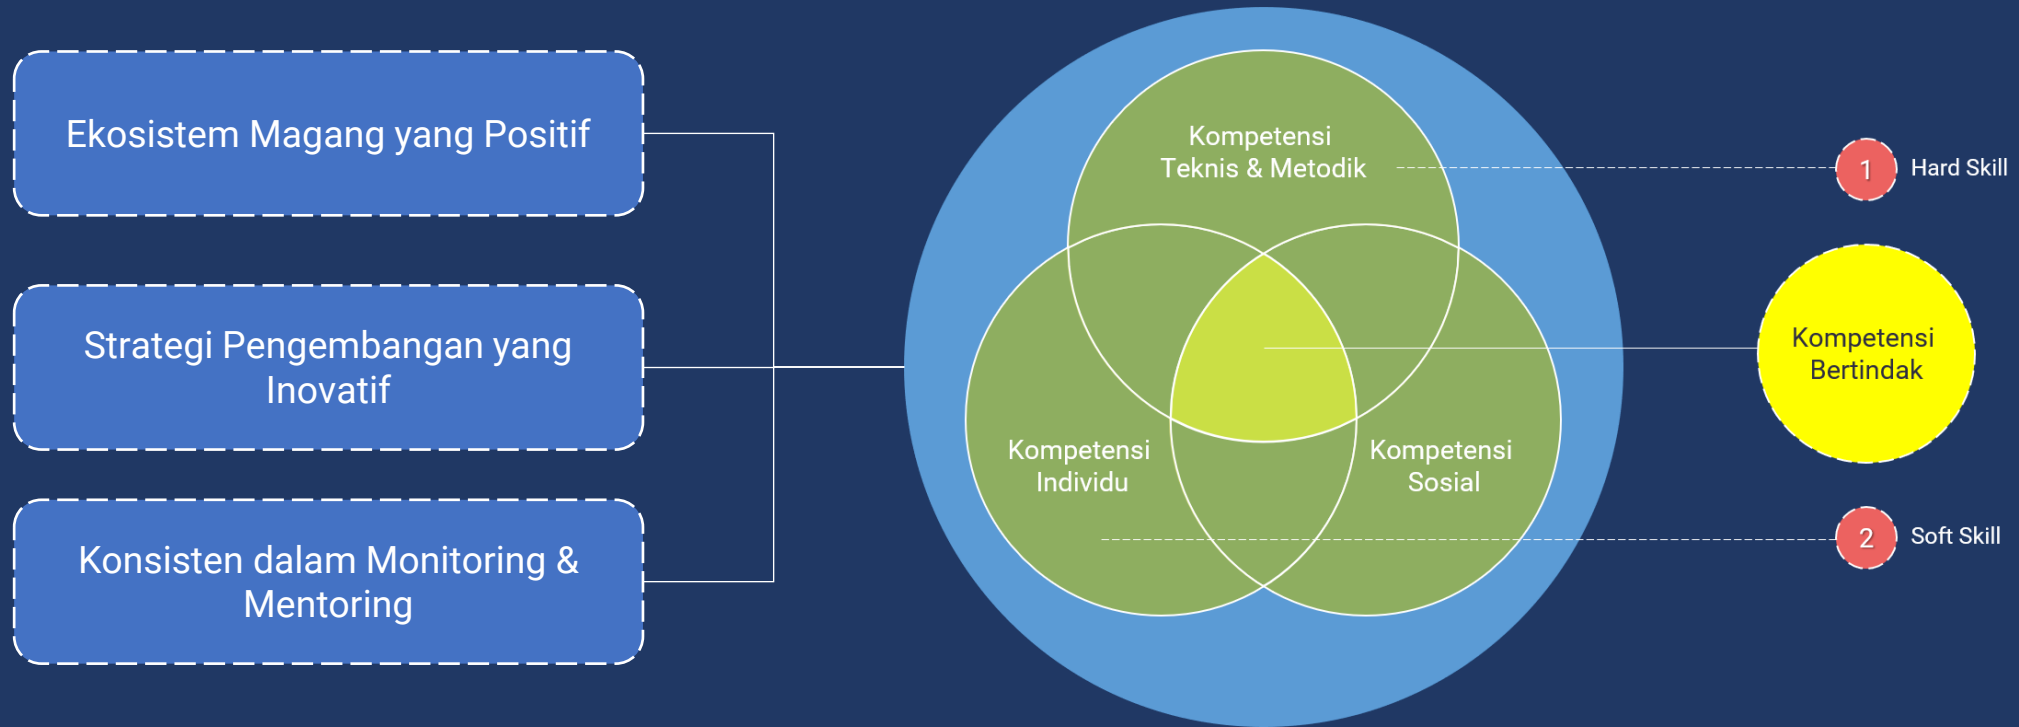 Ekosistem Magang yang Positif
Strategi Pengembangan yang
Inovatif
Konsisten dalam Monitoring &
Mentoring
Kompetensi
Teknis & Metodik
Kompetensi
Individu
Kompetensi
Sosial
1
Hard Skill
Kompetensi
Bertindak
2
Soft Skill